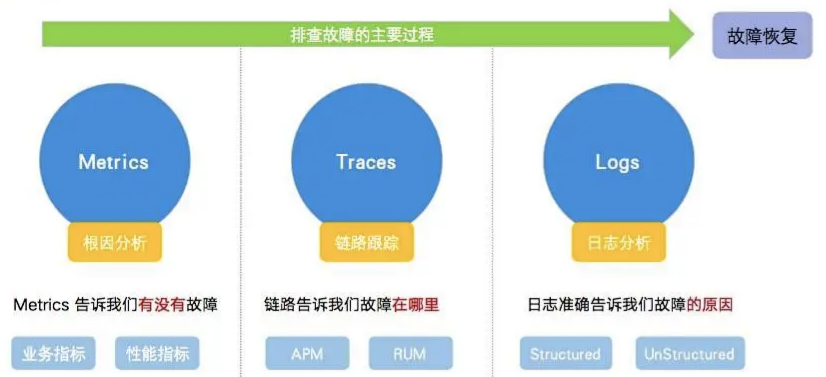 排查故障的主要过程
故障恢复
Metrics
Traces
Logs
根因分析
链路跟踪
日志分析
Metrics 告诉我们有没有故障
链路告诉我们故障在哪里
日志准确告诉我们故障的原因
业务指标
性能指标
APM
RUM
Structured
UnStructured